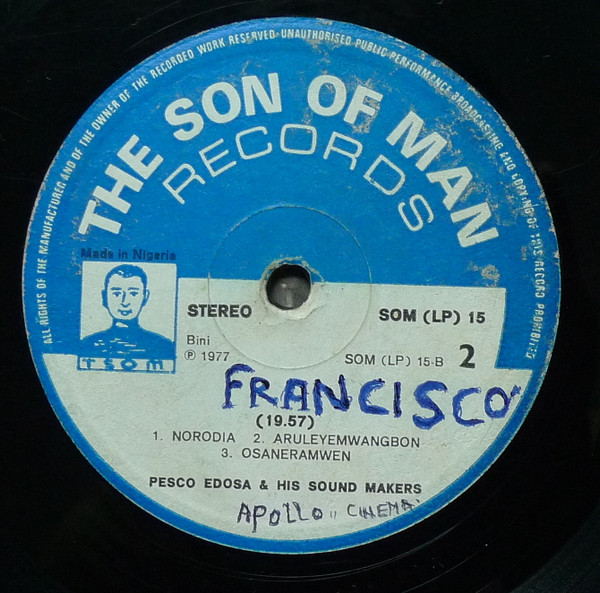 ALL RIGHTS OF THE MANUFACTURER AND OF THE OWNER OF THE RECORDED WORK RESERVED·UNAUTHORISED PUBLIC PERFORMANCE BROADCASTING AND COPYING OF THIS RECORD PROHIBITED
THE SON OF MAN
RECORDS
Made in Nigeria
tsom
STEREO SOM (LP) 15
Bini
℗ 1977 SOM (LP) 15-B 2
FRANCISCO
(19.57)
1. NORODIA 2. ARULEYEMWANGBON
3. OSANERAMWEN
PESCO EDOSA & HIS SOUND MAKERS
APOLLO " CINEMA